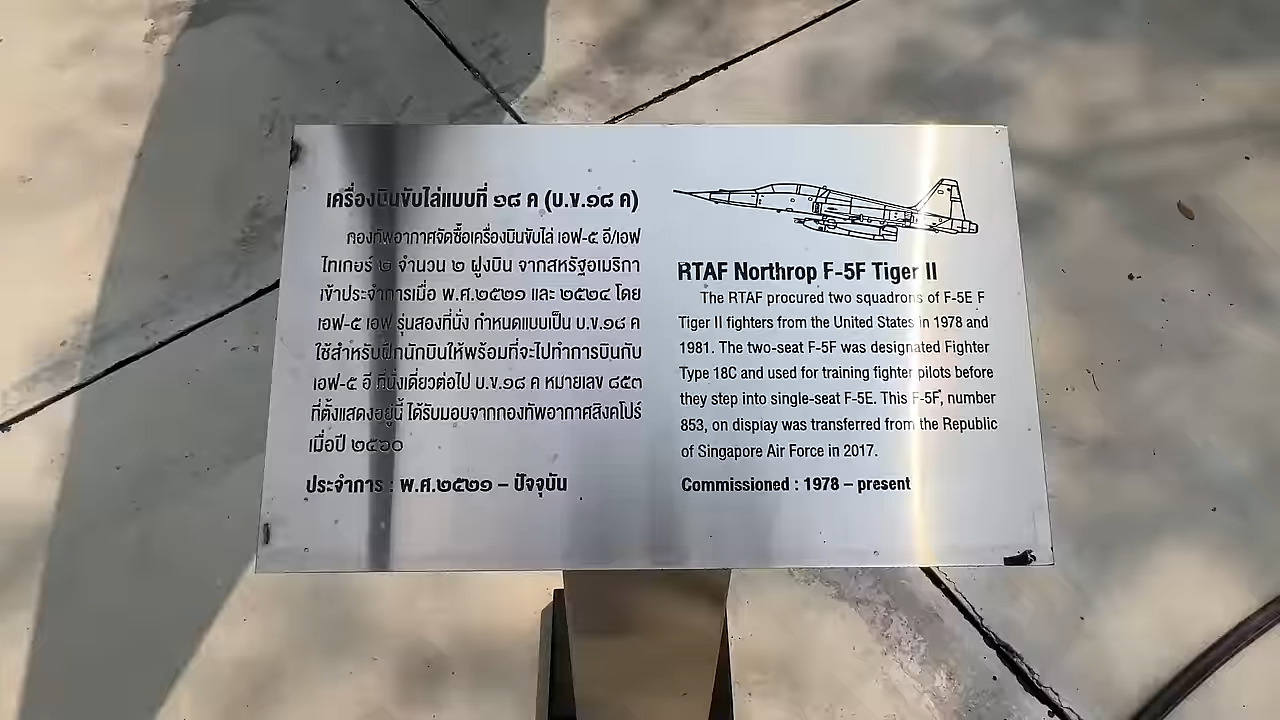 เครื่องบินขับไล่แบบที่ ๑๘ ค (บ.ข.๑๘ ค)
กองทัพอากาศจัดซื้อเครื่องบินขับไล่ เอฟ-๕ อี/เอฟ
ไทเกอร์ ๒ จำนวน ๒ ฝูงบิน จากสหรัฐอเมริกา
เข้าประจำการเมื่อ พ.ศ.๒๕๒๑ และ ๒๕๒๔ โดย
เอฟ-๕ เอฟ รุ่นสองที่นั่ง กำหนดแบบเป็น บ.ข.๑๘ ค
ใช้สำหรับฝึกนักบินให้พร้อมที่จะไปทำการบินกับ
เอฟ-๕ อี ที่นั่งเดี่ยวต่อไป บ.ข.๑๘ ค หมายเลข ๘๕๓
ที่ตั้งแสดงอยู่นี้ ได้รับมอบจากกองทัพอากาศสิงคโปร์
เมื่อปี ๒๕๖๐
ประจำการ : พ.ศ.๒๕๒๑ – ปัจจุบัน
RTAF Northrop F-5F Tiger II
The RTAF procured two squadrons of F-5E F
Tiger II fighters from the United States in 1978 and
1981. The two-seat F-5F was designated Fighter
Type 18C and used for training fighter pilots before
they step into single-seat F-5E. This F-5F, number
853, on display was transferred from the Republic
of Singapore Air Force in 2017.
Commissioned : 1978 – present